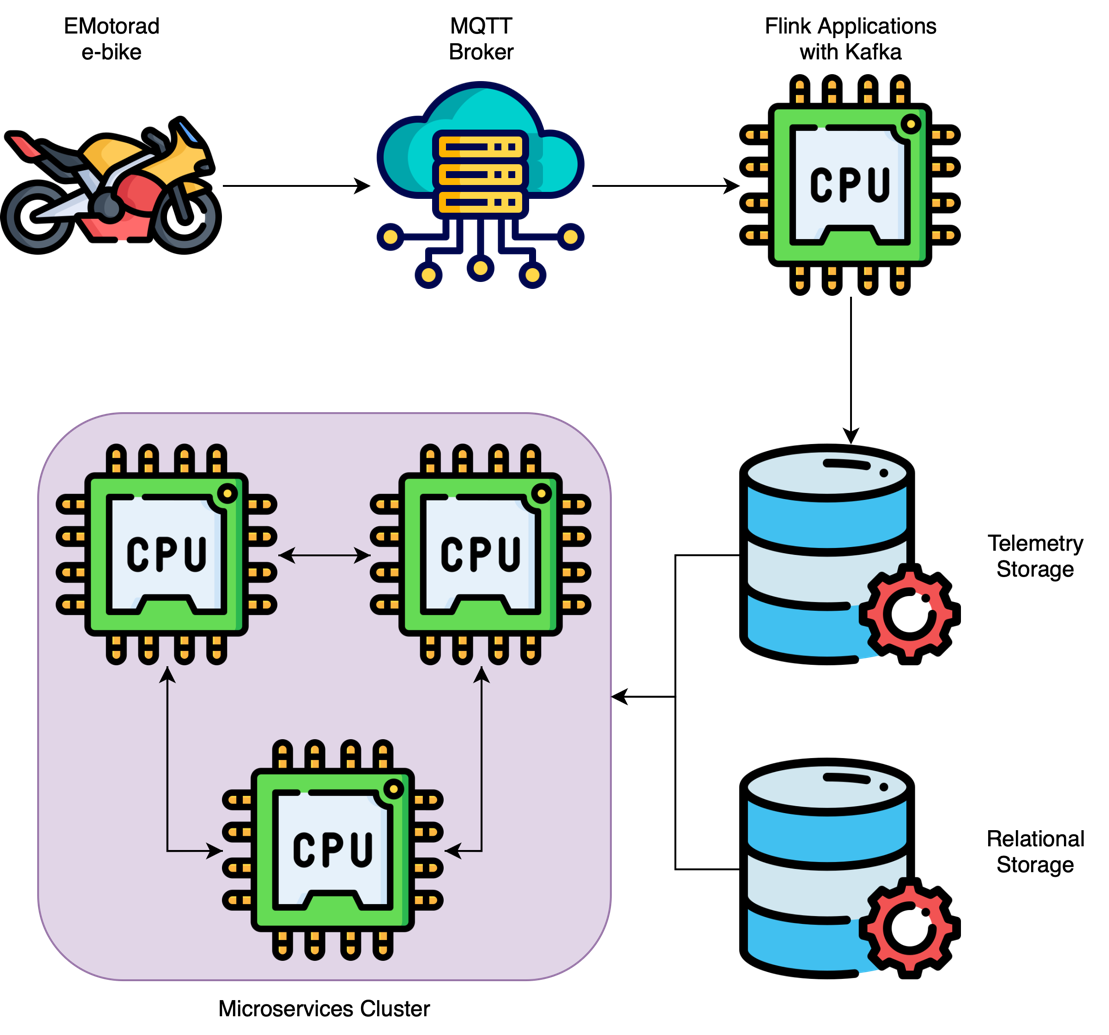 EMotorad
e-bike
MQTT
Broker
Flink Applications
with Kafka
CPU
CPU
CPU
Telemetry
Storage
CPU
Relational
Storage
Microservices Cluster